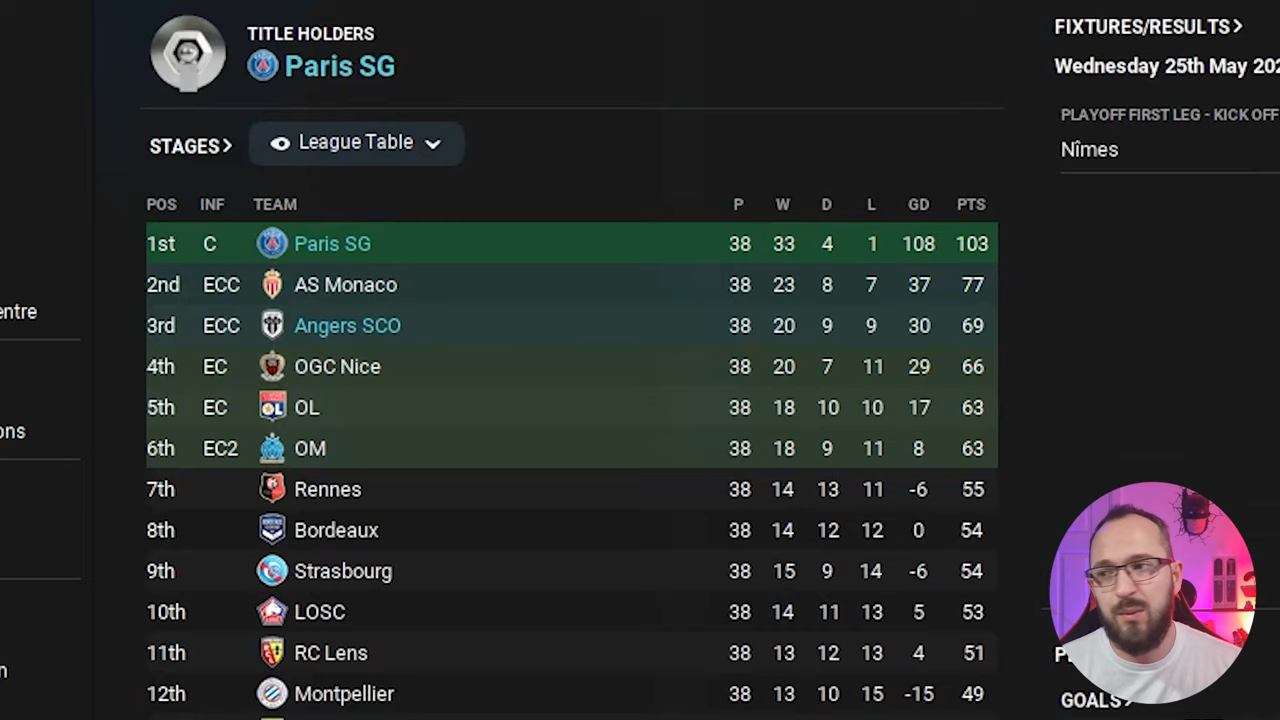 TITLE HOLDERS
Paris SG
STAGES
League Table
POS INF TEAM P W D L GD PTS
1st C Paris SG 38 33 4 1 108 103
2nd ECC AS Monaco 38 23 8 7 37 77
3rd ECC Angers SCO 38 20 9 9 30 69
4th EC OGC Nice 38 20 7 11 29 66
5th EC OL 38 18 10 10 17 63
6th EC2 OM 38 18 9 11 8 63
7th Rennes 38 14 13 11 -6 55
8th Bordeaux 38 14 12 12 0 54
9th Strasbourg 38 15 9 14 -6 54
10th LOSC 38 14 11 13 5 53
11th RC Lens 38 13 12 13 4 51
12th Montpellier 38 13 10 15 -15 49
FIXTURES/RESULTS
Wednesday 25th May 202
PLAYOFF FIRST LEG - KICK OFF
Nîmes
GOALS
entre
ons
n